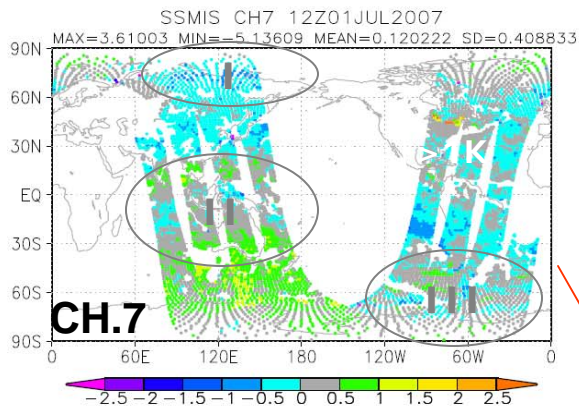 SSMIS CH7 12Z01JUL2007
MAX=3.61003 MIN=-5.13609 MEAN=0.120222 SD=0.408833
90N
60N
30N
EQ
30S
60S
90S
I
K
II
III
CH.7
0 60E 120E 180 120W 60W 0
-2.5 -2 -1.5 -1 -0.5 0 0.5 1 1.5 2 2.5